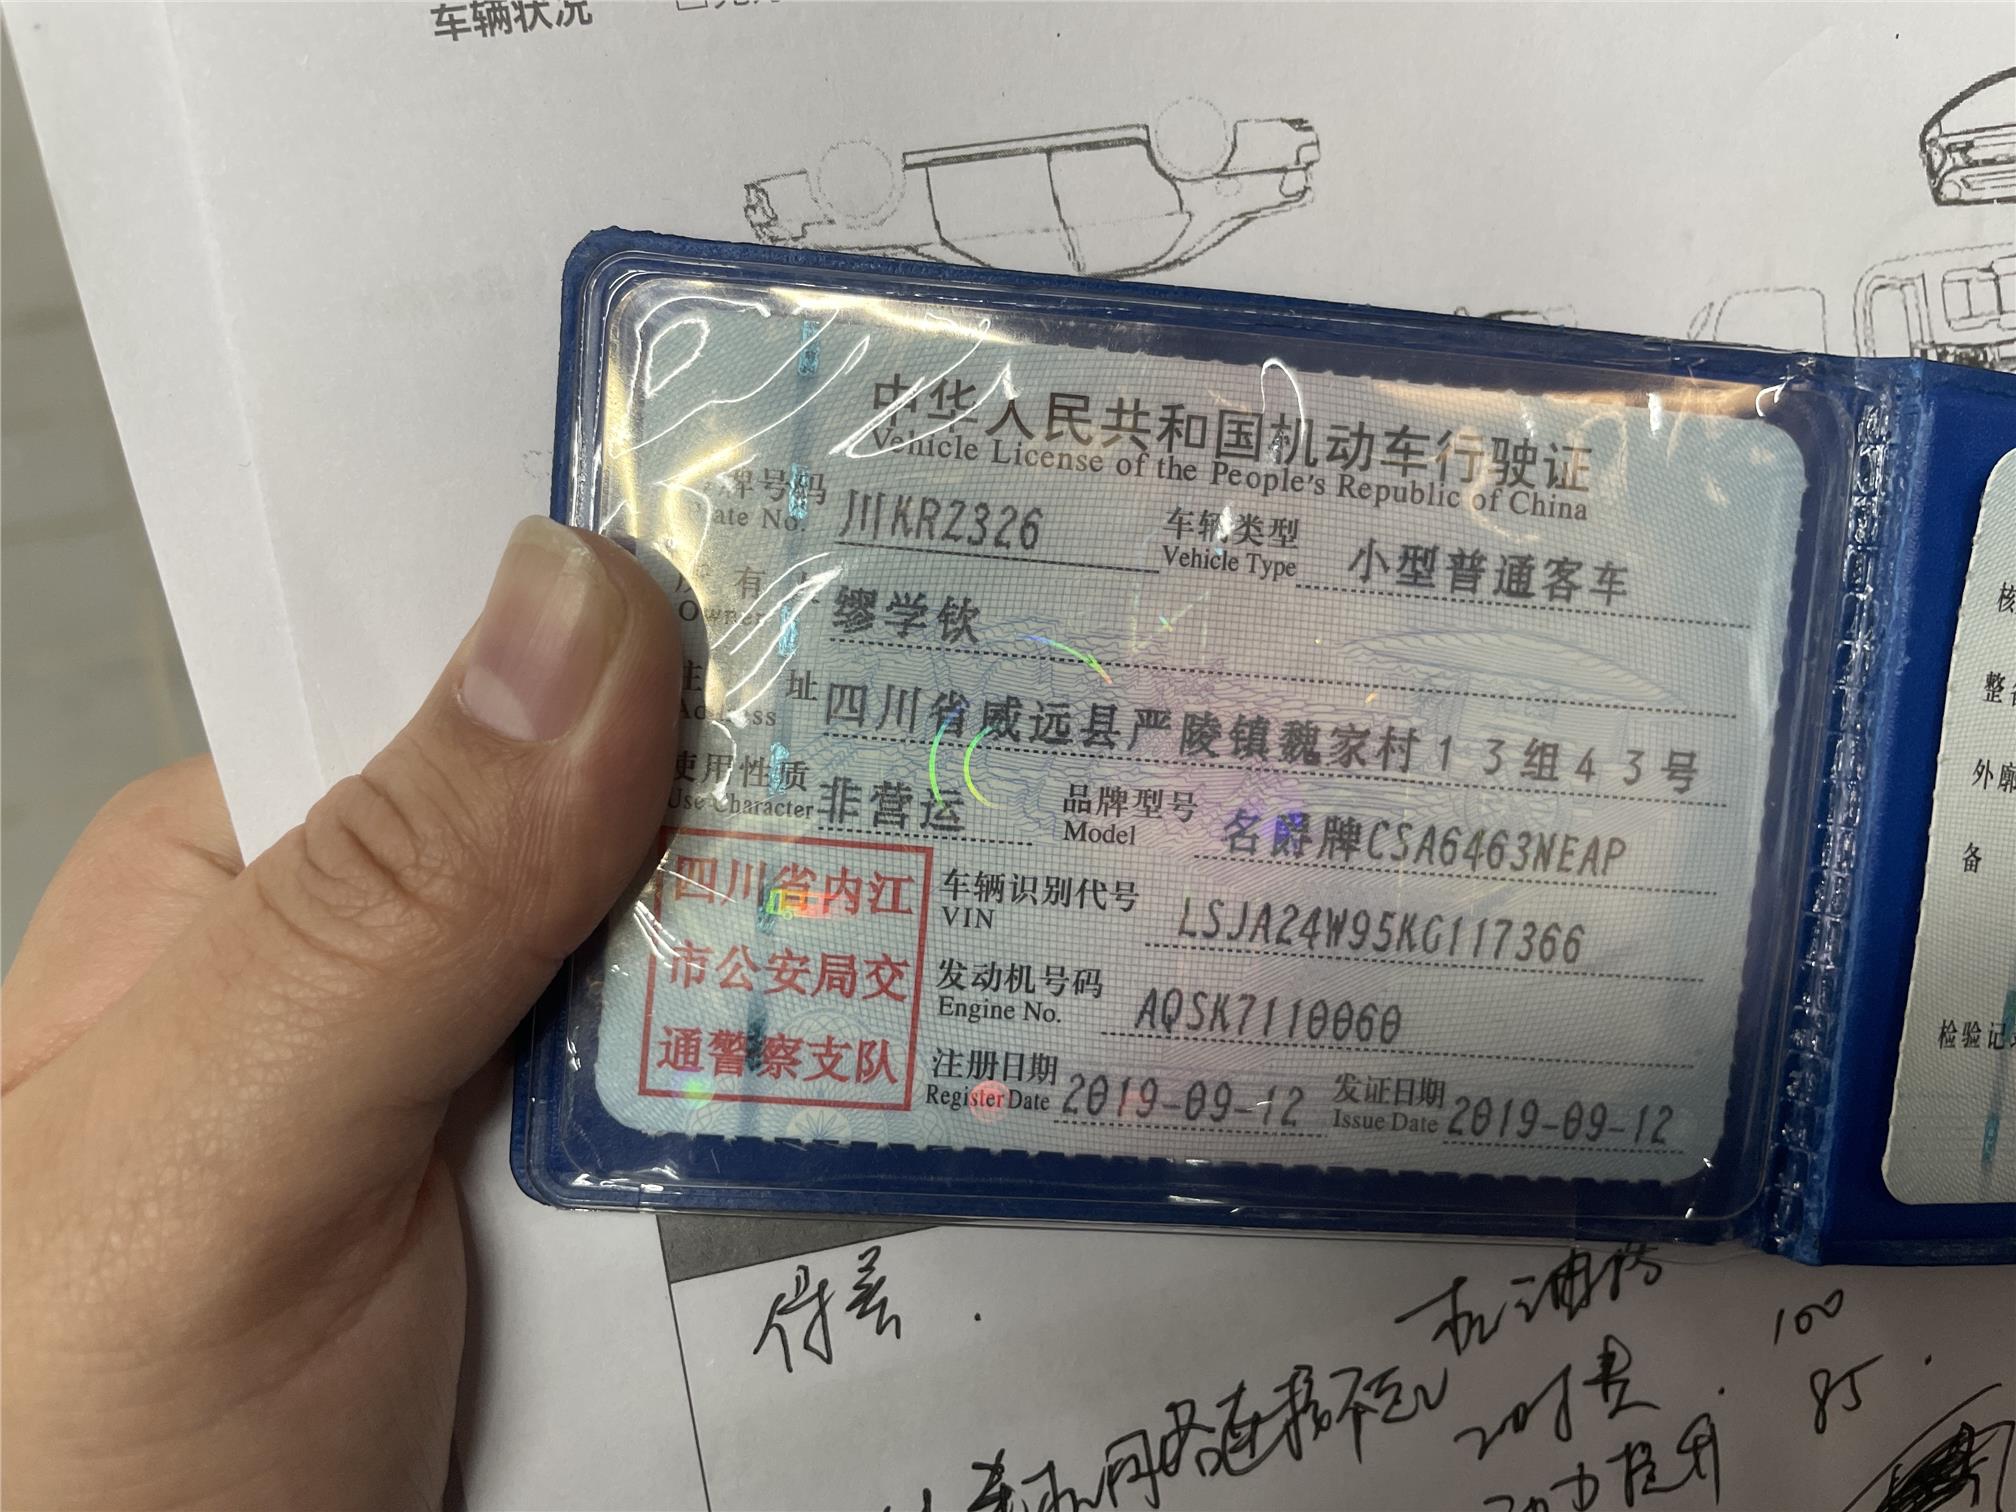 车辆状况
中华人民共和国机动车行驶证
Vehicle License of the People's Republic of China
牌号码 川KRZ326 车辆类型 小型普通客车
ate No. Vehicle Type
有 缪学钦
Owner
址 四川省威远县严陵镇魏家村13组43号
Address
使用性质 非营运 品牌型号 名爵牌CSA6463NEAP
Use Character Model
四川省内江
市公安局交
通警察支队
车辆识别代号 LSJA24W95KG117366
VIN
发动机号码 AQSK7110060
Engine No.
注册日期 2019-09-12 发证日期 2019-09-12
Register Date Issue Date
核
整
外廓
备
检验记
机油
100
85
网络连接不